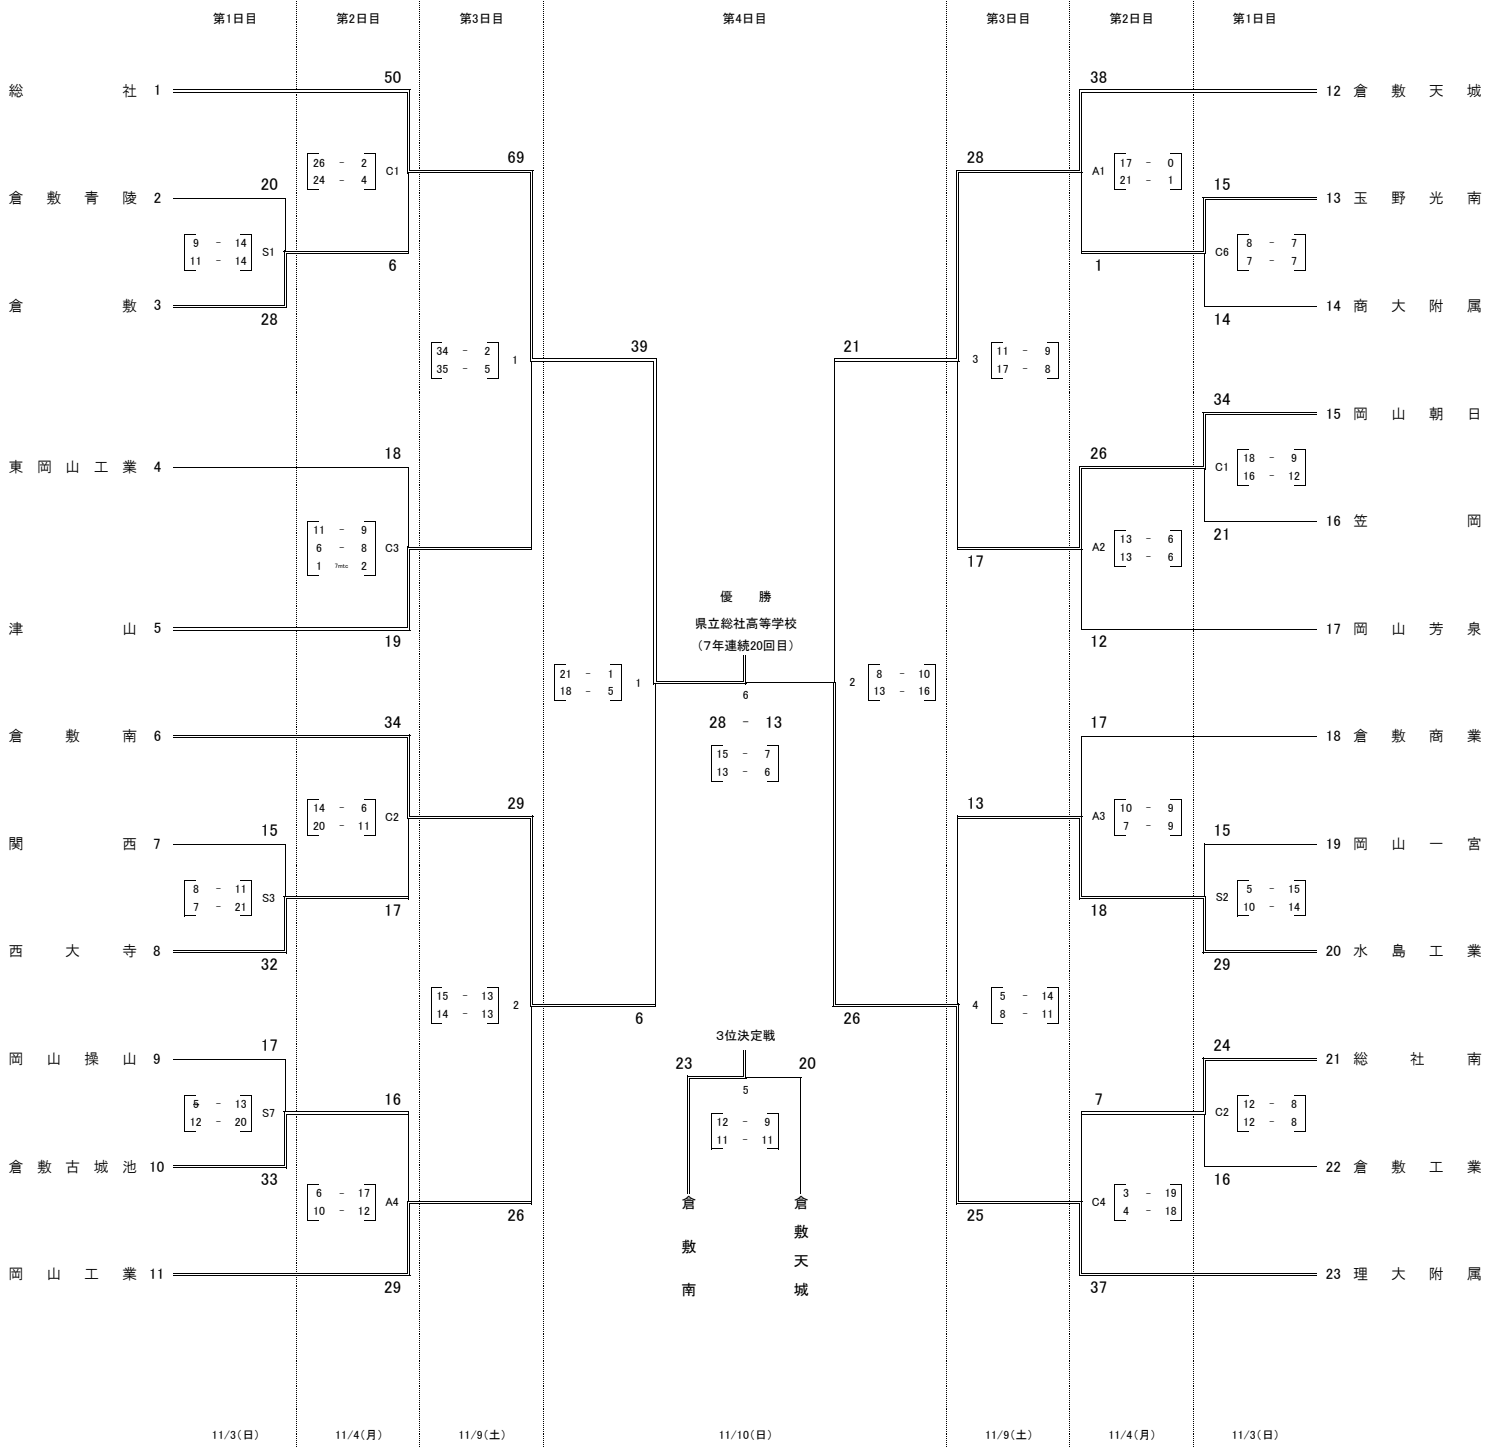 第1日目 第2日目 第3日目 第4日目 第3日目 第2日目 第1日目
50 38
総社 1 12 倉敷天城
69 28
26 - 2 17 - 0
C1 A1
24 - 4 21 - 1
20 15
倉敷青陵 2 13 玉野光南
9 - 14 8 - 7
S1 C6
11 - 14 7 - 7
6 1
倉敷 3 14 商大附属
28 14
39 21
34 - 2 11 - 9
1 3
35 - 5 17 - 8
34
15 岡山朝日
18 26
東岡山工業 4
18 - 9
C1
16 - 12
11 - 9
16 笠岡
21
6 - 8 C3 13 - 6
A2
1 7mtc 2 13 - 6
17
優勝
県立総社高等学校
津山 5 17 岡山芳泉
19 12
(7年連続20回目)
21 - 1 8 - 10
1 2
18 - 5 13 - 16
6
34 28 - 13 17
倉敷南 6 18 倉敷商業
15 - 7
13 - 6
29 13
14 - 6 10 - 9
C2 A3
20 - 11 7 - 9
15 15
関西 7 19 岡山一宮
8 - 11 5 - 15
S3 S2
7 - 21 10 - 14
17 18
西大寺 8 20 水島工業
32 29
15 - 13 5 - 14
2 4
14 - 13 8 - 11
6 26
3位決定戦
17 24
岡山操山 9 21 総社南
23 20
5
16 7
5 - 13 12 - 8
S7 C2
12 - 20 12 - 8
12 - 9
11 - 11
倉敷古城池 10 22 倉敷工業
33 16
6 - 17 3 - 19
A4 C4
10 - 12 4 - 18
倉敷南
倉敷天城
26 25
岡山工業 11 23 理大附属
29 37
11/3(日) 11/4(月) 11/9(土) 11/10(日) 11/9(土) 11/4(月) 11/3(日)